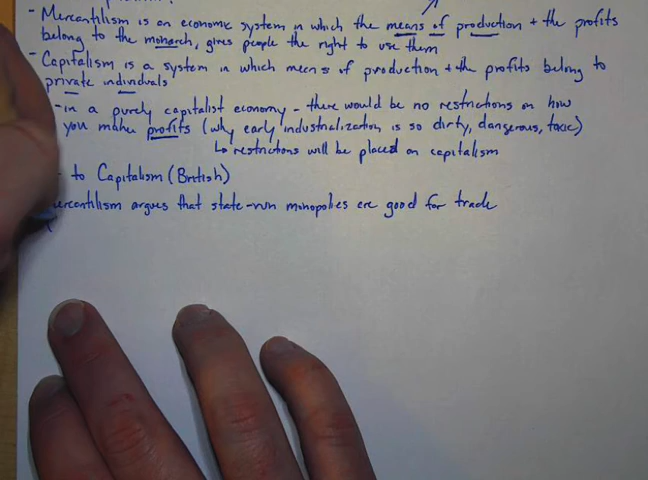 - Mercantilism is an economic system in which the means of production + the profits
belong to the monarch, gives people the right to use them
- Capitalism is a system in which means of production + the profits belong to
private individuals
- in a purely capitalist economy - there would be no restrictions on how
you make profits (why early industrialization is so dirty, dangerous, toxic)
↳ restrictions will be placed on capitalism
- to Capitalism (British)
ercantilism argues that state-run monopolies are good for trade